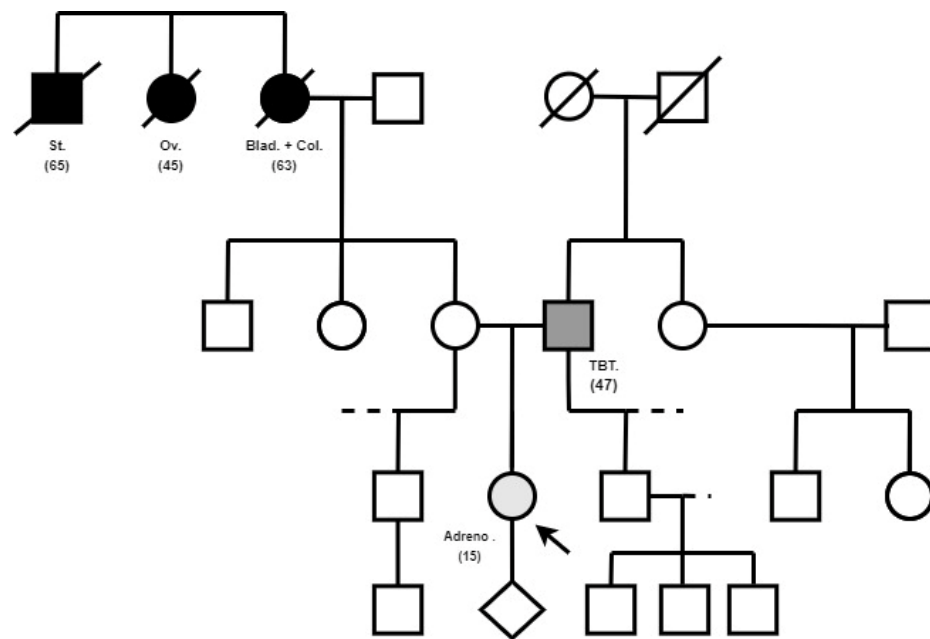 St.
(65)
Ov.
(45)
Blad. + Col.
(63)
TBT.
(47)
Adreno .
(15)